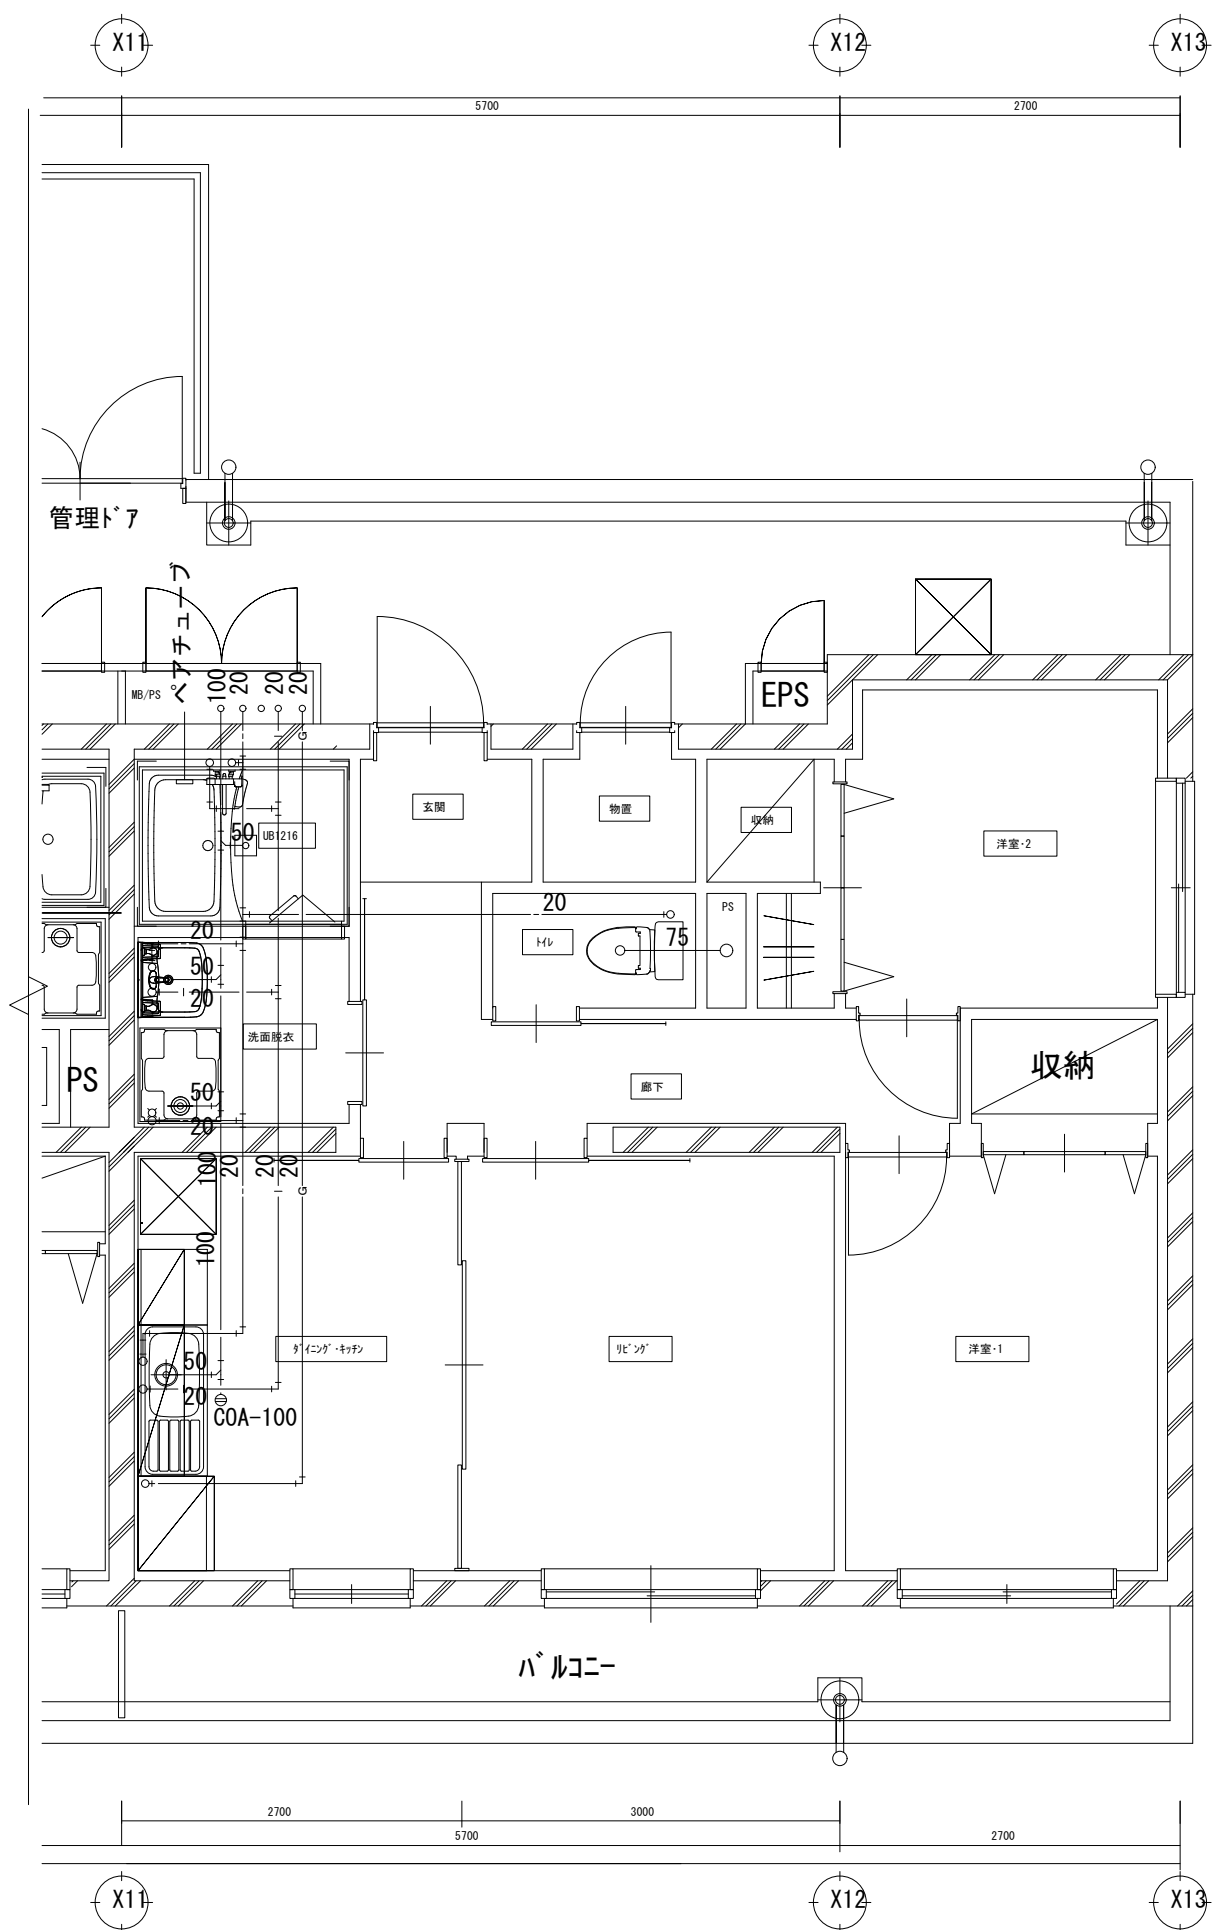 X11
X12
X13
5700
2700
管理ﾄﾞｱ
ペアチューブ
MB/PS
100
20
20
20
EPS
G
玄関
物置
収納
洋室･2
50
UB1216
20
PS
20
ﾄｲﾚ
75
50
20
洗面脱衣
PS
収納
廊下
50
20
100
20
20
20
G
100
ﾀﾞｲﾆﾝｸﾞ･ｷｯﾁﾝ
ﾘﾋﾞﾝｸﾞ
洋室･1
50
20
COA-100
ﾊﾞﾙｺﾆｰ
2700
3000
5700
2700
X11
X12
X13